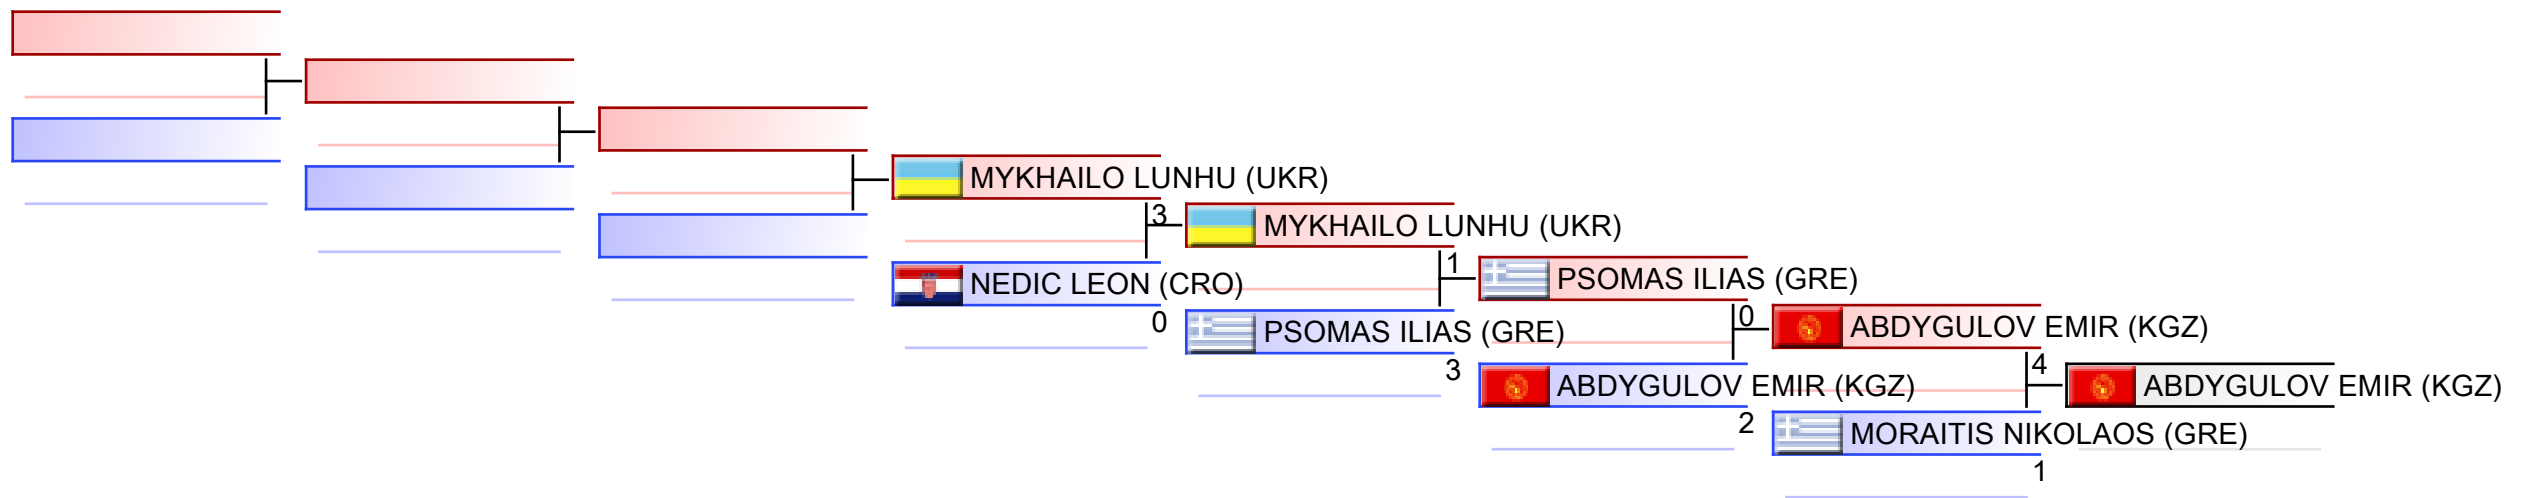 MYKHAILO LUNHU (UKR)
3
MYKHAILO LUNHU (UKR)
NEDIC LEON (CRO)
0
1
PSOMAS ILIAS (GRE)
PSOMAS ILIAS (GRE)
3
0
ABDYGULOV EMIR (KGZ)
ABDYGULOV EMIR (KGZ)
2
4
ABDYGULOV EMIR (KGZ)
MORAITIS NIKOLAOS (GRE)
1